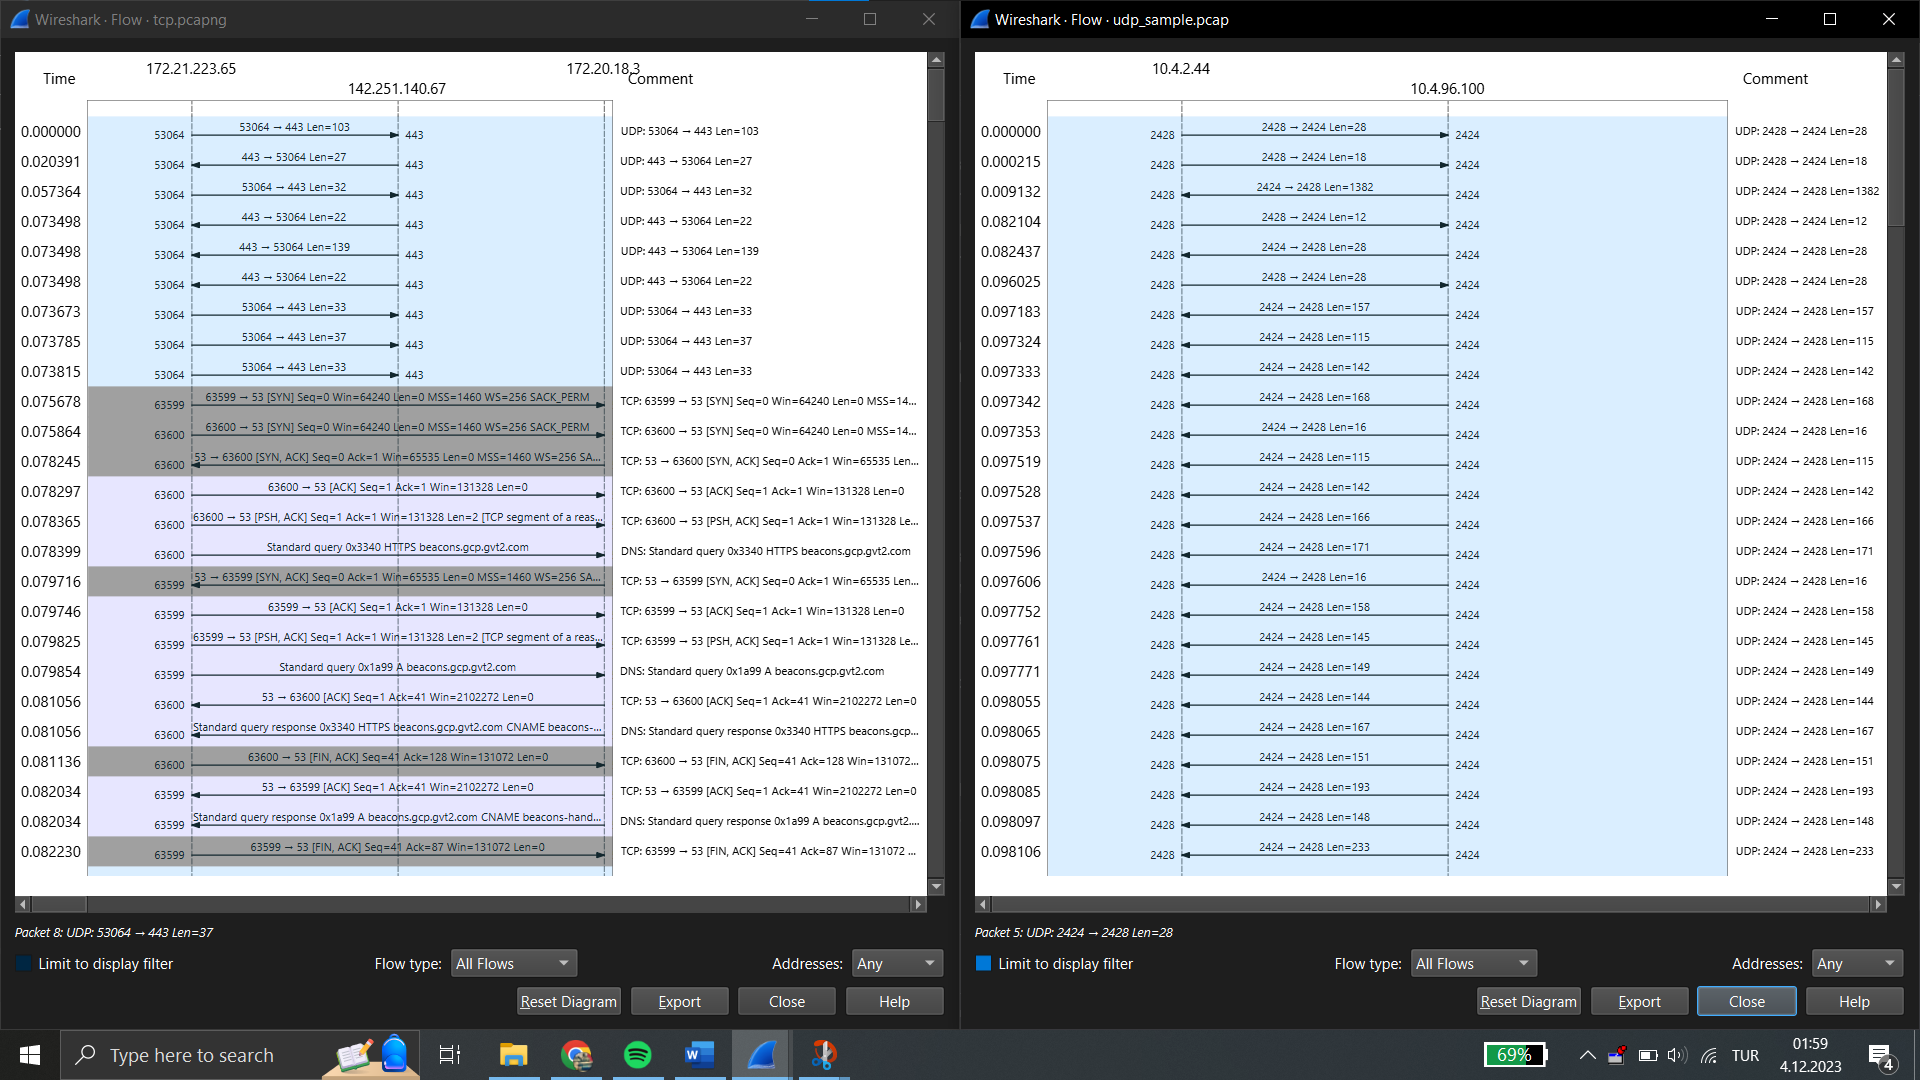 Wireshark · Flow · tcp.pcapng
172.21.223.65 172.20.18.3
Time Comment
142.251.140.67
0.000000 53064 53064 → 443 Len=103 443 UDP: 53064 → 443 Len=103
0.020391 53064 443 → 53064 Len=27 443 UDP: 443 → 53064 Len=27
0.057364 53064 53064 → 443 Len=32 443 UDP: 53064 → 443 Len=32
0.073498 53064 443 → 53064 Len=22 443 UDP: 443 → 53064 Len=22
0.073498 53064 443 → 53064 Len=139 443 UDP: 443 → 53064 Len=139
0.073498 53064 443 → 53064 Len=22 443 UDP: 443 → 53064 Len=22
0.073673 53064 53064 → 443 Len=33 443 UDP: 53064 → 443 Len=33
0.073785 53064 53064 → 443 Len=37 443 UDP: 53064 → 443 Len=37
0.073815 53064 53064 → 443 Len=33 443 UDP: 53064 → 443 Len=33
0.075678 63599 63599 → 53 [SYN] Seq=0 Win=64240 Len=0 MSS=1460 WS=256 SACK_PERM TCP: 63599 → 53 [SYN] Seq=0 Win=64240 Len=0 MSS=14...
0.075864 63600 63600 → 53 [SYN] Seq=0 Win=64240 Len=0 MSS=1460 WS=256 SACK_PERM TCP: 63600 → 53 [SYN] Seq=0 Win=64240 Len=0 MSS=14...
0.078245 63600 53 → 63600 [SYN, ACK] Seq=0 Ack=1 Win=65535 Len=0 MSS=1460 WS=256 SA... TCP: 53 → 63600 [SYN, ACK] Seq=0 Ack=1 Win=65535 Len...
0.078297 63600 63600 → 53 [ACK] Seq=1 Ack=1 Win=131328 Len=0 TCP: 63600 → 53 [ACK] Seq=1 Ack=1 Win=131328 Len=0
0.078365 63600 63600 → 53 [PSH, ACK] Seq=1 Ack=1 Win=131328 Len=2 [TCP segment of a reas... TCP: 63600 → 53 [PSH, ACK] Seq=1 Ack=1 Win=131328 Le...
0.078399 63600 Standard query 0x3340 HTTPS beacons.gcp.gvt2.com DNS: Standard query 0x3340 HTTPS beacons.gcp.gvt2.com
0.079716 63599 53 → 63599 [SYN, ACK] Seq=0 Ack=1 Win=65535 Len=0 MSS=1460 WS=256 SA... TCP: 53 → 63599 [SYN, ACK] Seq=0 Ack=1 Win=65535 Len...
0.079746 63599 63599 → 53 [ACK] Seq=1 Ack=1 Win=131328 Len=0 TCP: 63599 → 53 [ACK] Seq=1 Ack=1 Win=131328 Len=0
0.079825 63599 63599 → 53 [PSH, ACK] Seq=1 Ack=1 Win=131328 Len=2 [TCP segment of a reas... TCP: 63599 → 53 [PSH, ACK] Seq=1 Ack=1 Win=131328 Le...
0.079854 63599 Standard query 0x1a99 A beacons.gcp.gvt2.com DNS: Standard query 0x1a99 A beacons.gcp.gvt2.com
0.081056 63600 53 → 63600 [ACK] Seq=1 Ack=41 Win=2102272 Len=0 TCP: 53 → 63600 [ACK] Seq=1 Ack=41 Win=2102272 Len=0
0.081056 63600 Standard query response 0x3340 HTTPS beacons.gcp.gvt2.com CNAME beacons-... DNS: Standard query response 0x3340 HTTPS beacons.gcp...
0.081136 63600 63600 → 53 [FIN, ACK] Seq=41 Ack=128 Win=131072 Len=0 TCP: 63600 → 53 [FIN, ACK] Seq=41 Ack=128 Win=131072...
0.082034 63599 53 → 63599 [ACK] Seq=1 Ack=41 Win=2102272 Len=0 TCP: 53 → 63599 [ACK] Seq=1 Ack=41 Win=2102272 Len=0
0.082034 63599 Standard query response 0x1a99 A beacons.gcp.gvt2.com CNAME beacons-hand... DNS: Standard query response 0x1a99 A beacons.gcp.gvt2....
0.082230 63599 63599 → 53 [FIN, ACK] Seq=41 Ack=87 Win=131072 Len=0 TCP: 63599 → 53 [FIN, ACK] Seq=41 Ack=87 Win=131072 ...
Packet 8: UDP: 53064 → 443 Len=37
Limit to display filter Flow type: All Flows Addresses: Any
Reset Diagram Export Close Help
Wireshark · Flow · udp_sample.pcap
10.4.2.44
Time Comment
10.4.96.100
0.000000 2428 2428 → 2424 Len=28 2424 UDP: 2428 → 2424 Len=28
0.000215 2428 2428 → 2424 Len=18 2424 UDP: 2428 → 2424 Len=18
0.009132 2428 2424 → 2428 Len=1382 2424 UDP: 2424 → 2428 Len=1382
0.082104 2428 2428 → 2424 Len=12 2424 UDP: 2428 → 2424 Len=12
0.082437 2428 2424 → 2428 Len=28 2424 UDP: 2424 → 2428 Len=28
0.096025 2428 2428 → 2424 Len=28 2424 UDP: 2428 → 2424 Len=28
0.097183 2428 2424 → 2428 Len=157 2424 UDP: 2424 → 2428 Len=157
0.097324 2428 2424 → 2428 Len=115 2424 UDP: 2424 → 2428 Len=115
0.097333 2428 2424 → 2428 Len=142 2424 UDP: 2424 → 2428 Len=142
0.097342 2428 2424 → 2428 Len=168 2424 UDP: 2424 → 2428 Len=168
0.097353 2428 2424 → 2428 Len=16 2424 UDP: 2424 → 2428 Len=16
0.097519 2428 2424 → 2428 Len=115 2424 UDP: 2424 → 2428 Len=115
0.097528 2428 2424 → 2428 Len=142 2424 UDP: 2424 → 2428 Len=142
0.097537 2428 2424 → 2428 Len=166 2424 UDP: 2424 → 2428 Len=166
0.097596 2428 2424 → 2428 Len=171 2424 UDP: 2424 → 2428 Len=171
0.097606 2428 2424 → 2428 Len=16 2424 UDP: 2424 → 2428 Len=16
0.097752 2428 2424 → 2428 Len=158 2424 UDP: 2424 → 2428 Len=158
0.097761 2428 2424 → 2428 Len=145 2424 UDP: 2424 → 2428 Len=145
0.097771 2428 2424 → 2428 Len=149 2424 UDP: 2424 → 2428 Len=149
0.098055 2428 2424 → 2428 Len=144 2424 UDP: 2424 → 2428 Len=144
0.098065 2428 2424 → 2428 Len=167 2424 UDP: 2424 → 2428 Len=167
0.098075 2428 2424 → 2428 Len=151 2424 UDP: 2424 → 2428 Len=151
0.098085 2428 2424 → 2428 Len=193 2424 UDP: 2424 → 2428 Len=193
0.098097 2428 2424 → 2428 Len=148 2424 UDP: 2424 → 2428 Len=148
0.098106 2428 2424 → 2428 Len=233 2424 UDP: 2424 → 2428 Len=233
Packet 5: UDP: 2424 → 2428 Len=28
Limit to display filter Flow type: All Flows Addresses: Any
Reset Diagram Export Close Help
Type here to search 69% TUR 01:59
4.12.2023 4